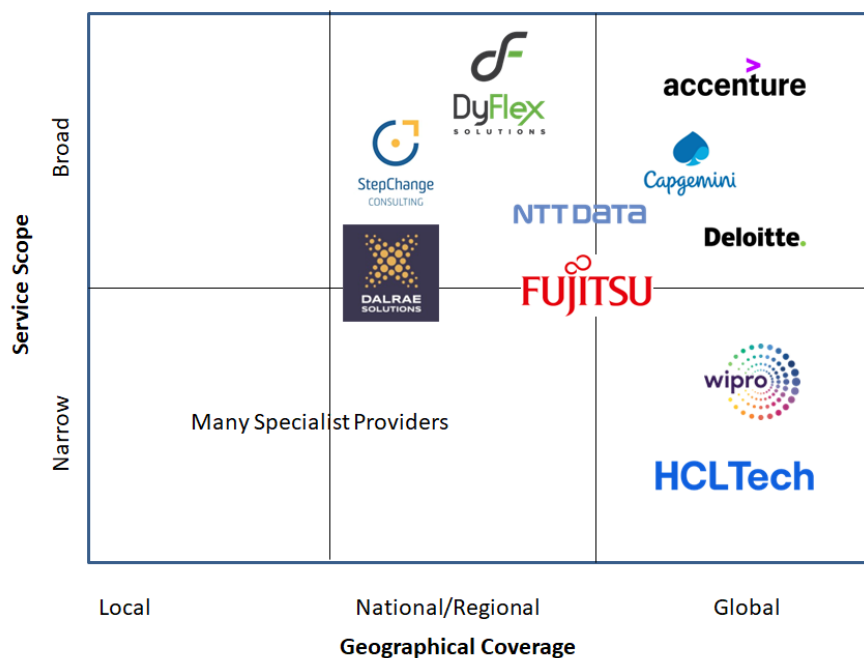 DyFlex
SOLUTIONS
>
accenture
StepChange
CONSULTING
Capgemini
NTT DATA
Deloitte.
DALRAE
SOLUTIONS
FUJITSU
wipro
Many Specialist Providers
HCLTech
Service Scope
Broad
Narrow
Local
National/Regional
Global
Geographical Coverage